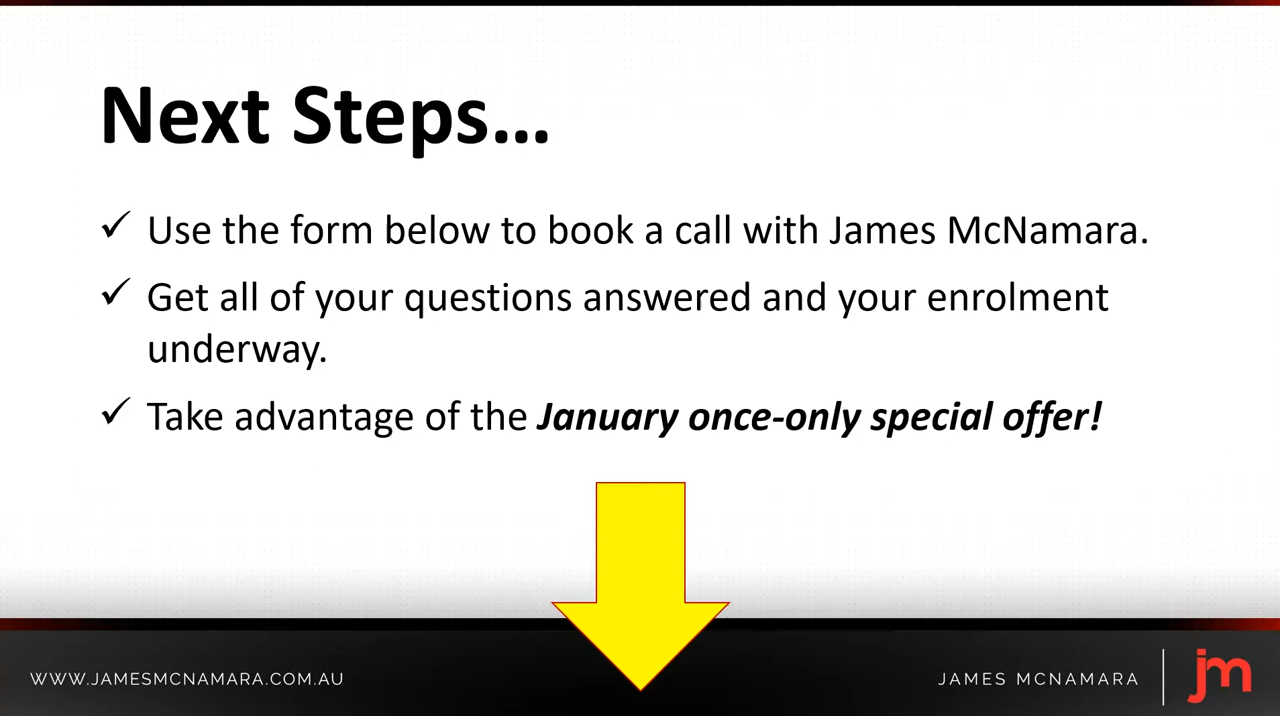 Next Steps...
✓ Use the form below to book a call with James McNamara.
✓ Get all of your questions answered and your enrolment
underway.
✓ Take advantage of the January once-only special offer!
WWW.JAMESMCNAMARA.COM.AU
JAMES MCNAMARA
jm